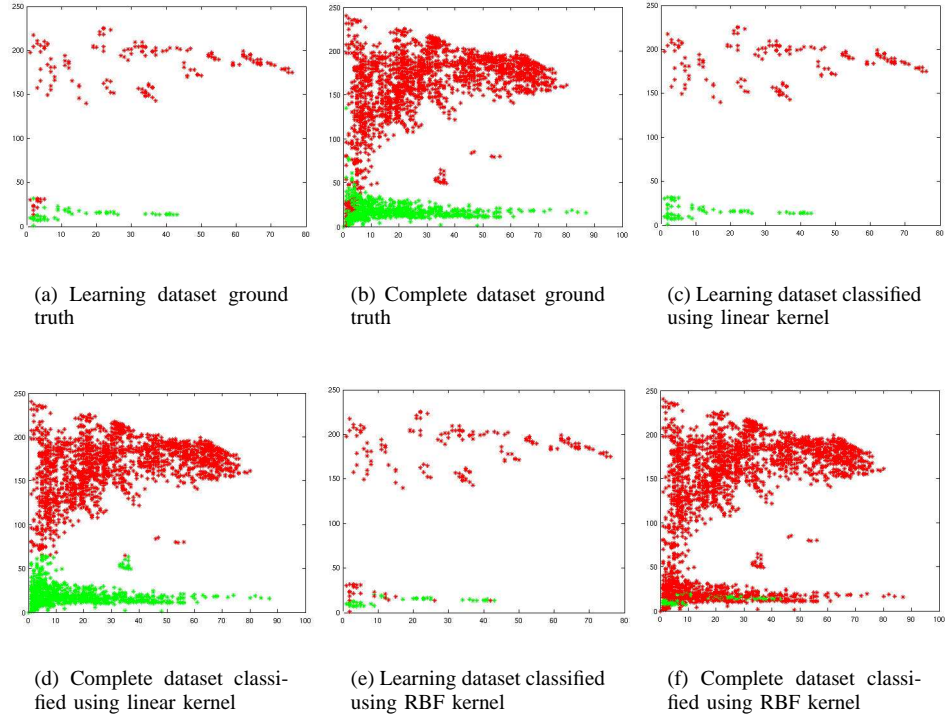 250
200
150
100
50
0
0 10 20 30 40 50 60 70 80
250
200
150
100
50
0
0 10 20 30 40 50 60 70 80 90 100
250
200
150
100
50
0
0 10 20 30 40 50 60 70 80
(a) Learning dataset ground
truth
(b) Complete dataset ground
truth
(c) Learning dataset classified
using linear kernel
250
200
150
100
50
0
0 10 20 30 40 50 60 70 80 90 100
250
200
150
100
50
0
0 10 20 30 40 50 60 70 80
250
200
150
100
50
0
0 10 20 30 40 50 60 70 80 90 100
(d) Complete dataset classi-
fied using linear kernel
(e) Learning dataset classified
using RBF kernel
(f) Complete dataset classi-
fied using RBF kernel